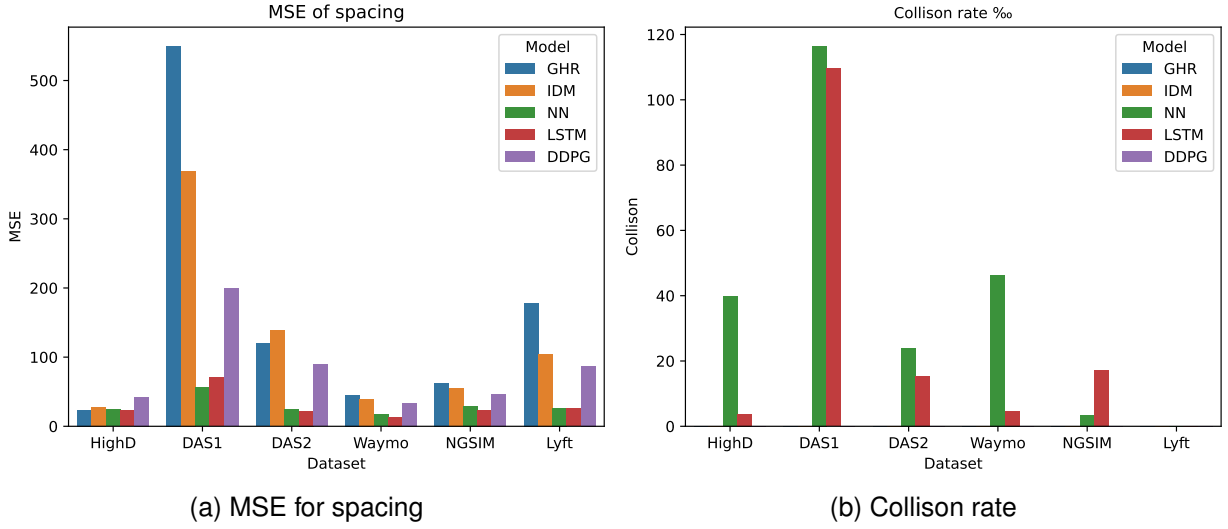 MSE of spacing
MSE
500
400
300
200
100
0
HighD DAS1 DAS2 Waymo NGSIM Lyft
Dataset
Model
GHR
IDM
NN
LSTM
DDPG
(a) MSE for spacing
Collison rate ‰
Collison
120
100
80
60
40
20
0
HighD DAS1 DAS2 Waymo NGSIM Lyft
Dataset
Model
GHR
IDM
NN
LSTM
DDPG
(b) Collision rate